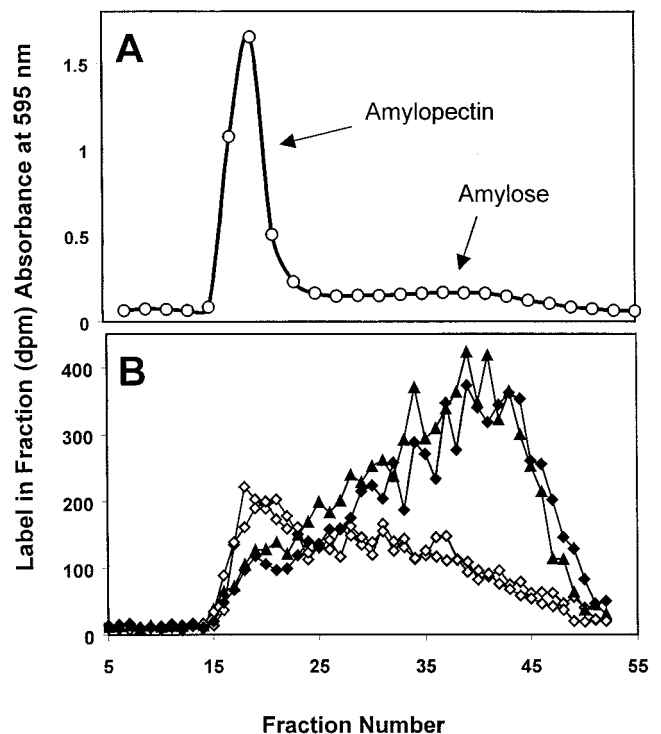 A
1.5
1
0.5
0
Amylopectin
Amylose
Label in Fraction (dpm) Absorbance at 595 nm
B
400
300
200
100
0
5 15 25 35 45 55
Fraction Number